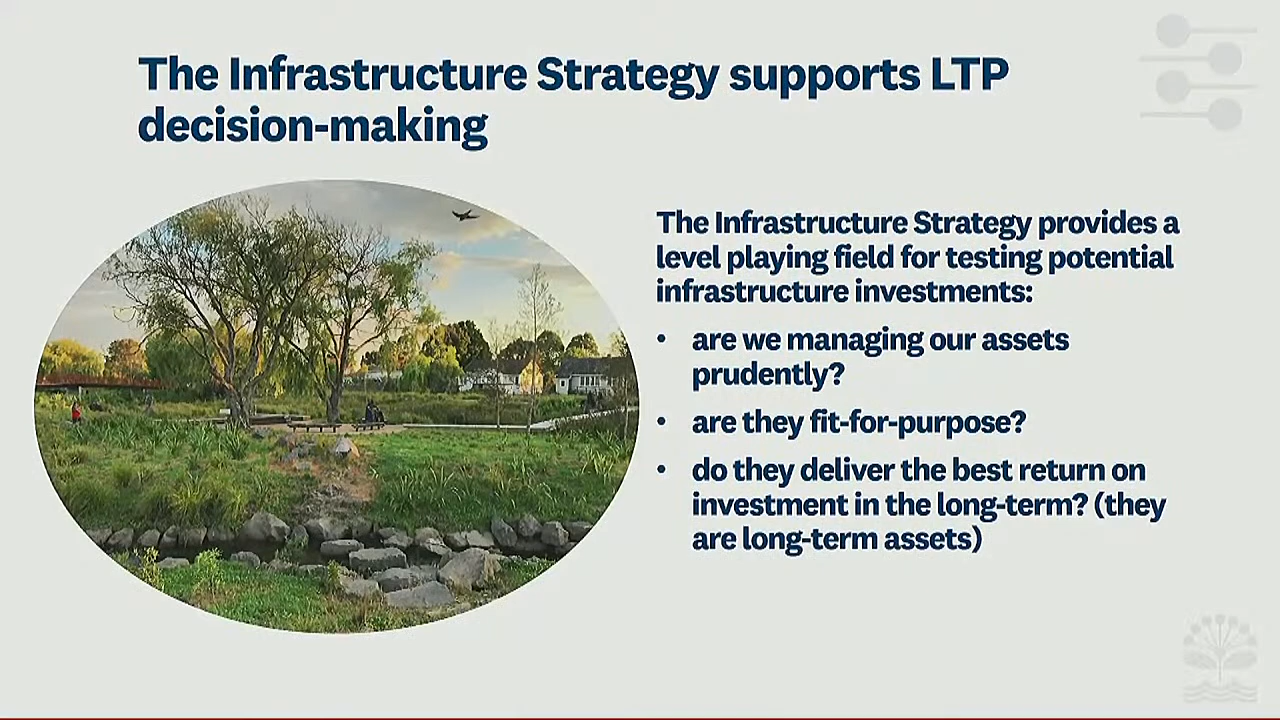 The Infrastructure Strategy supports LTP
decision-making
The Infrastructure Strategy provides a
level playing field for testing potential
infrastructure investments:
• are we managing our assets
prudently?
• are they fit-for-purpose?
• do they deliver the best return on
investment in the long-term? (they
are long-term assets)